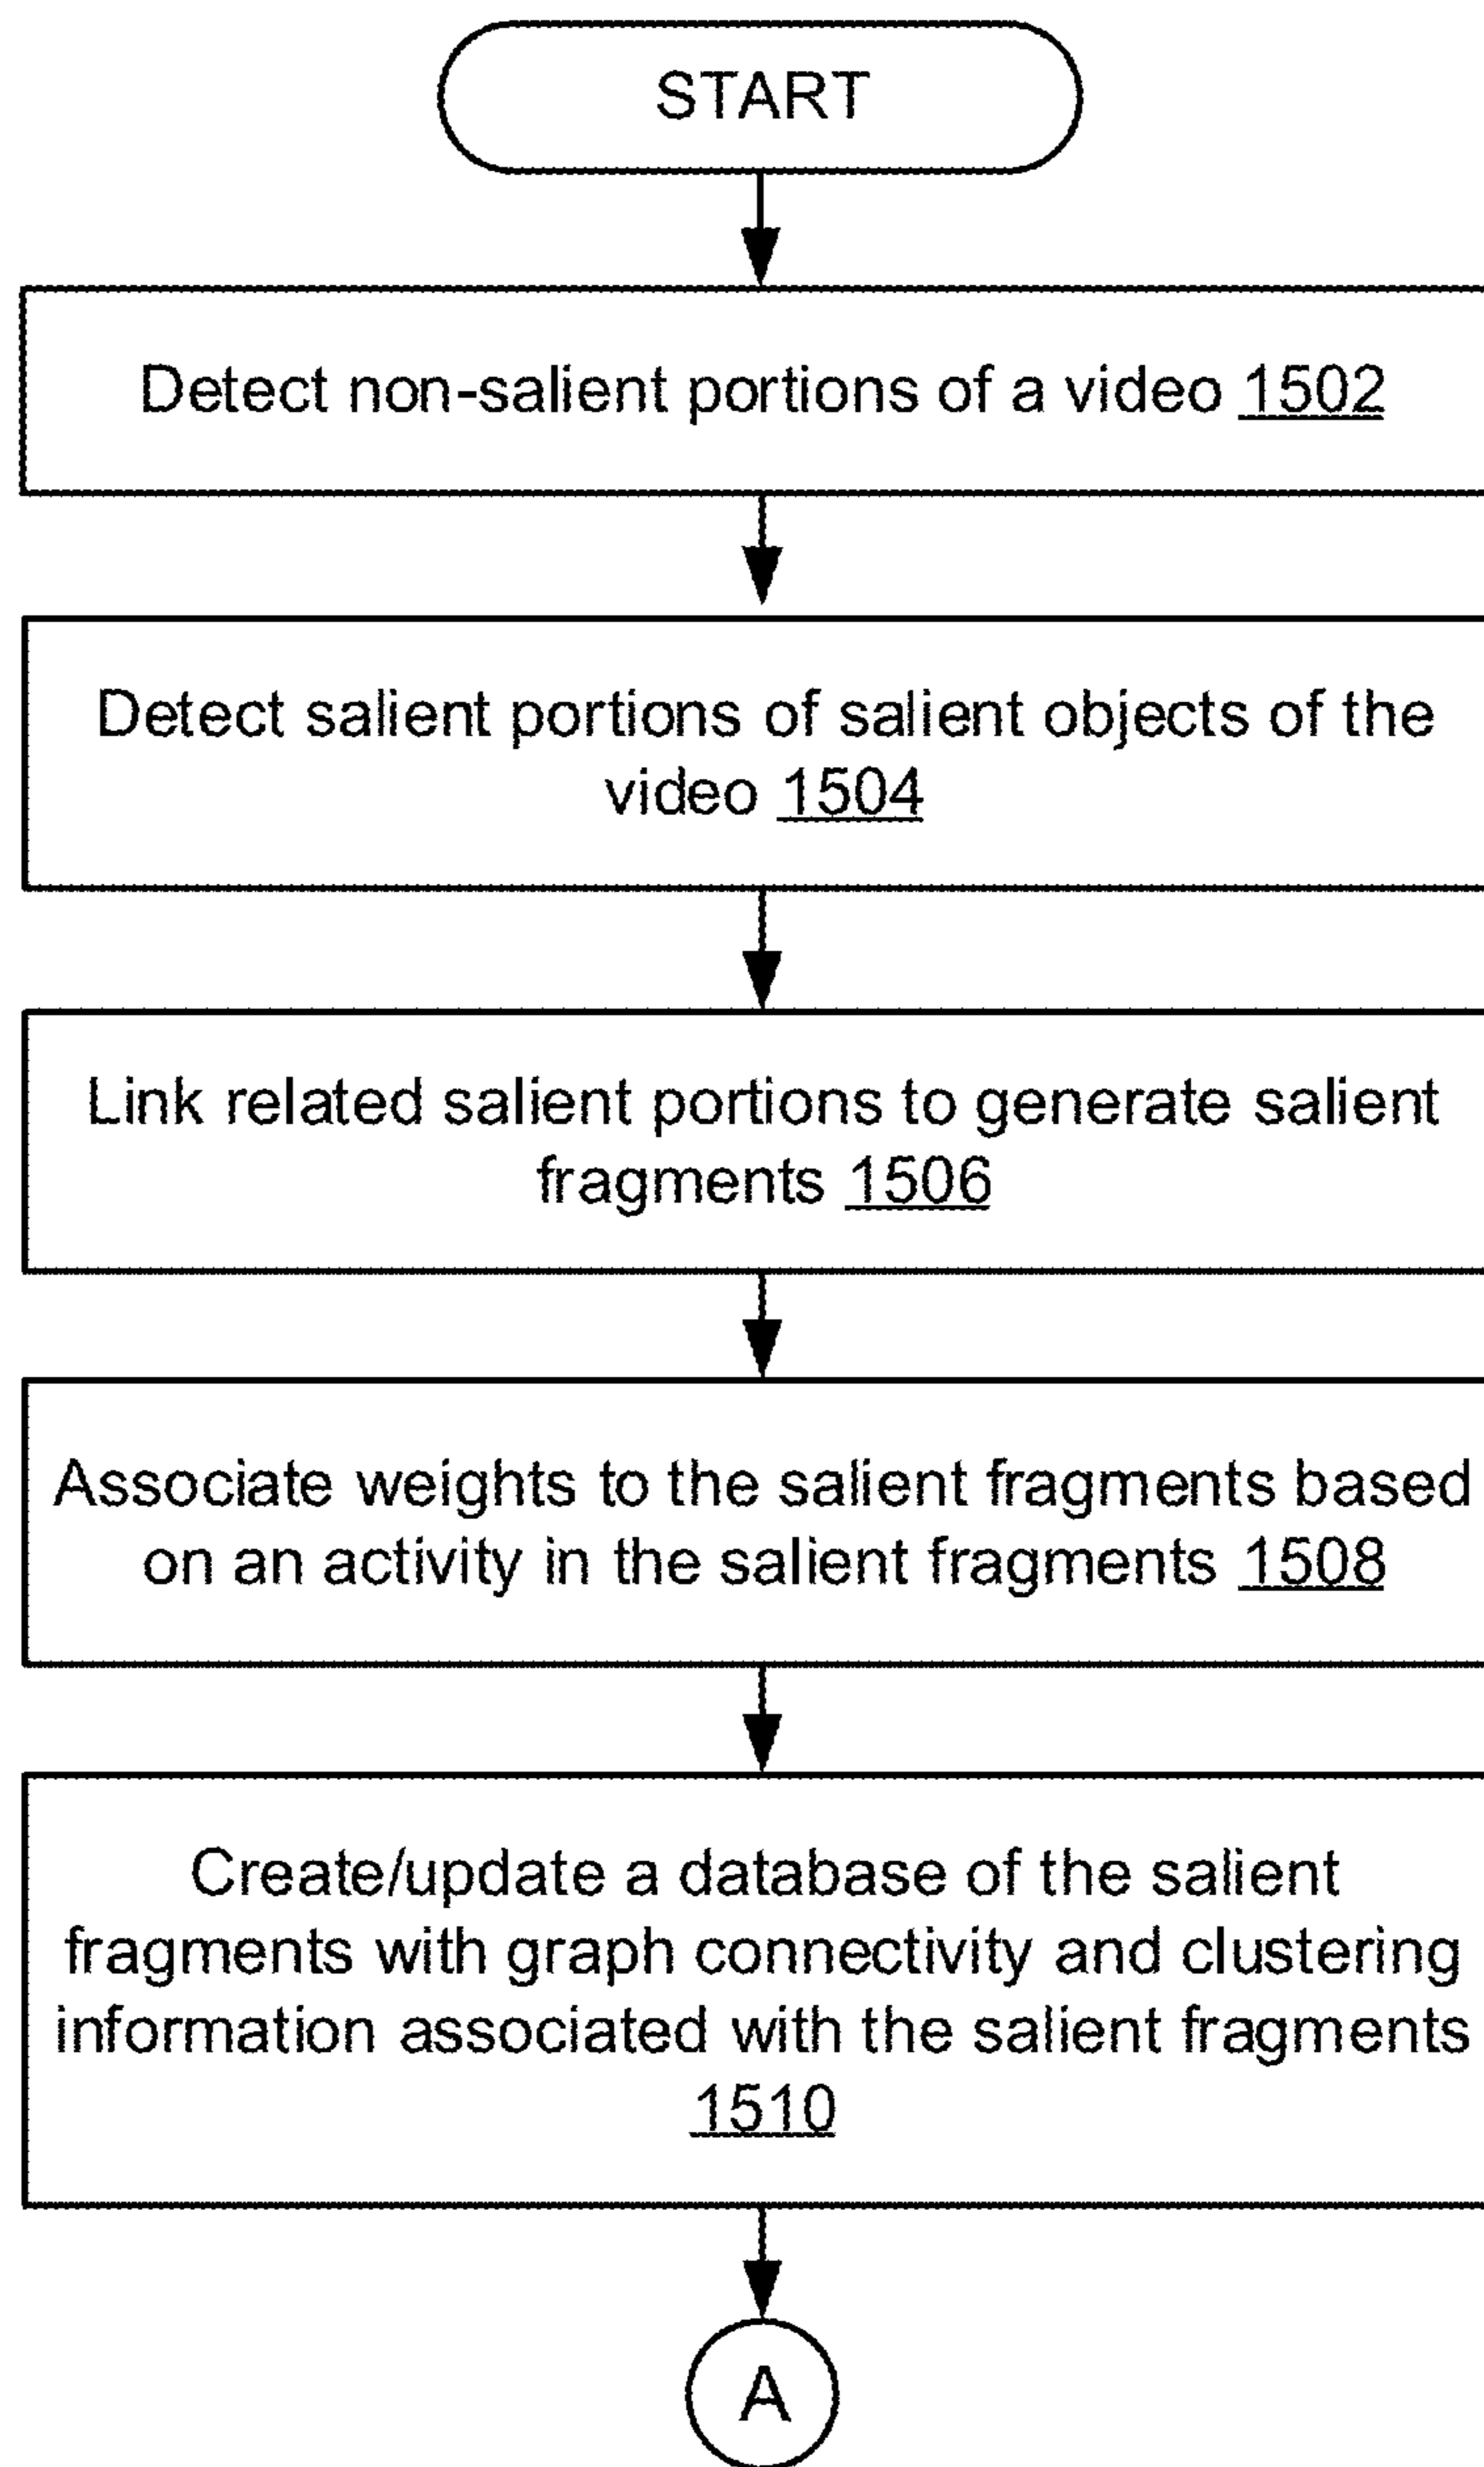 START
Detect non-salient portions of a video 1502
Detect salient portions of salient objects of the
video 1504
Link related salient portions to generate salient
fragments 1506
Associate weights to the salient fragments based
on an activity in the salient fragments 1508
Create/update a database of the salient
fragments with graph connectivity and clustering
information associated with the salient fragments
1510
A